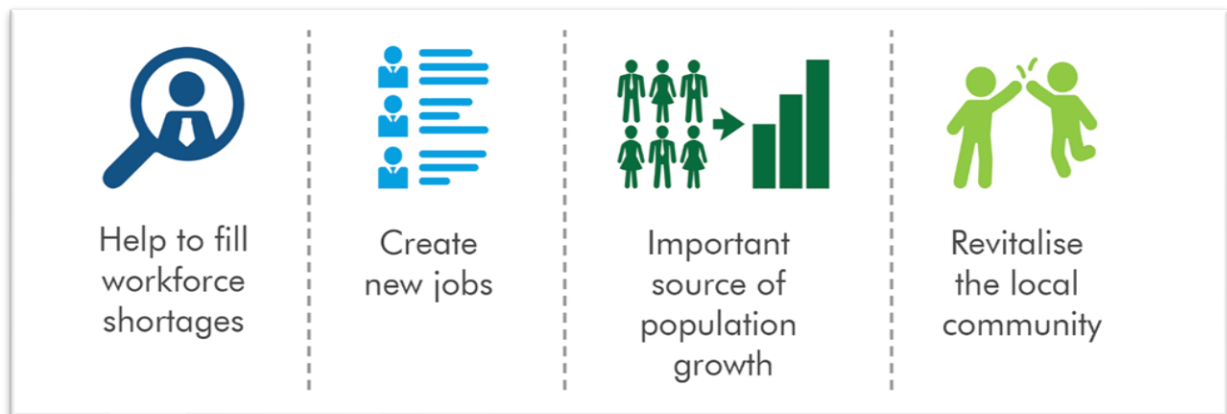 Help to fill
workforce
shortages
Create
new jobs
Important
source of
population
growth
Revitalise
the local
community